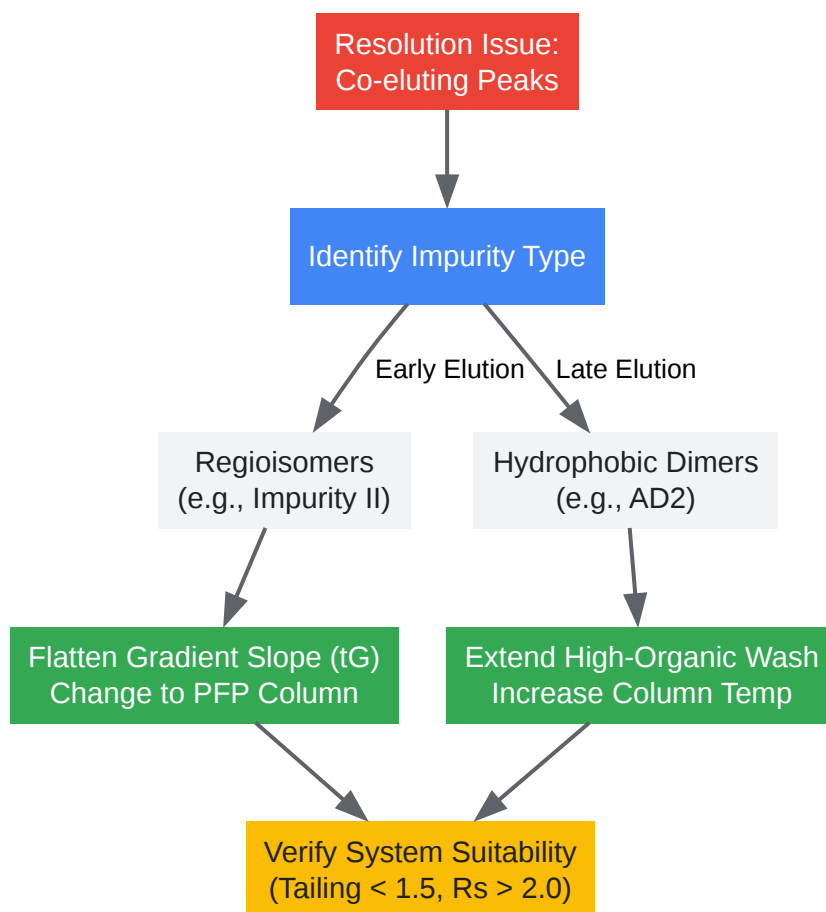 Resolution Issue:
Co-eluting Peaks
Identify Impurity Type
Early Elution
Late Elution
Regioisomers
(e.g., Impurity II)
Hydrophobic Dimers
(e.g., AD2)
Flatten Gradient Slope (tG)
Change to PFP Column
Extend High-Organic Wash
Increase Column Temp
Verify System Suitability
(Tailing < 1.5, Rs > 2.0)